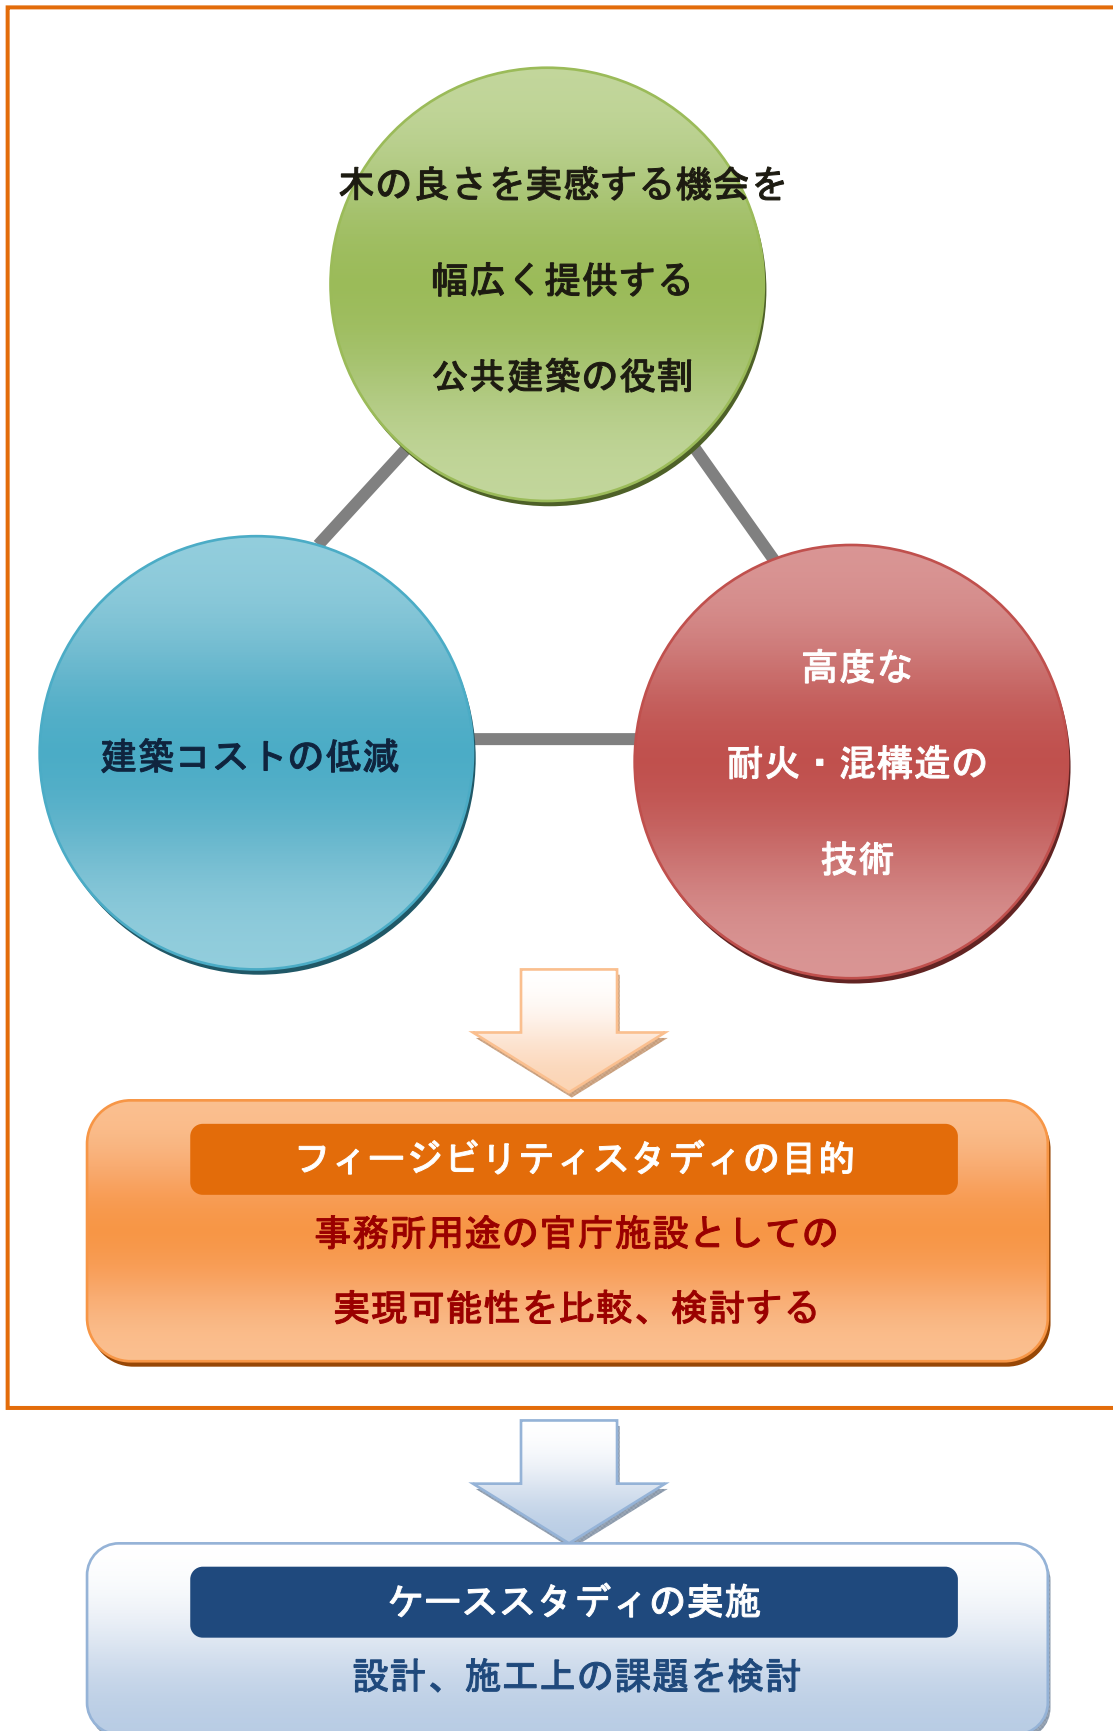 木の良さを実感する機会を
幅広く提供する
公共建築の役割
建築コストの低減
高度な
耐火・混構造の
技術
フィージビリティスタディの目的
事務所用途の官庁施設としての
実現可能性を比較、検討する
ケーススタディの実施
設計、施工上の課題を検討